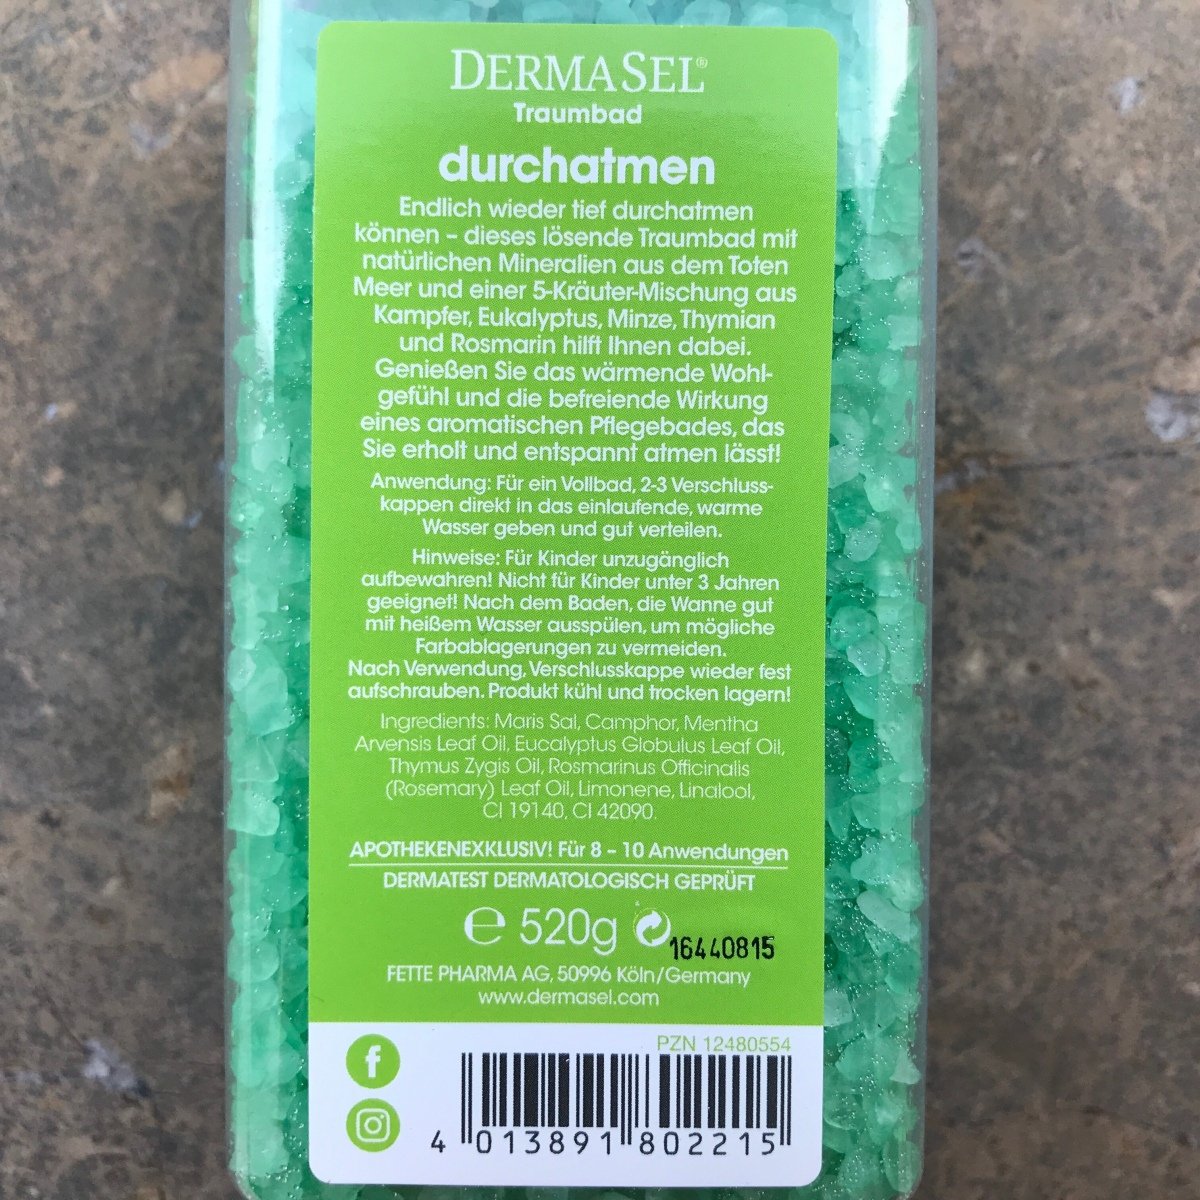 DERMASEL®
Traumbad
durchatmen
Endlich wieder tief durchatmen
können – dieses lösende Traumbad mit
natürlichen Mineralien aus dem Toten
Meer und einer 5-Kräuter-Mischung aus
Kampfer, Eukalyptus, Minze, Thymian
und Rosmarin hilft Ihnen dabei.
Genießen Sie das wärmende Wohl-
gefühl und die befreiende Wirkung
eines aromatischen Pflegebades, das
Sie erholt und entspannt atmen lässt!
Anwendung: Für ein Vollbad, 2-3 Verschluss-
kappen direkt in das einlaufende, warme
Wasser geben und gut verteilen.
Hinweise: Für Kinder unzugänglich
aufbewahren! Nicht für Kinder unter 3 Jahren
geeignet! Nach dem Baden, die Wanne gut
mit heißem Wasser ausspülen, um mögliche
Farbablagerungen zu vermeiden.
Nach Verwendung, Verschlusskappe wieder fest
aufschrauben. Produkt kühl und trocken lagern!
Ingredients: Maris Sal, Camphor, Mentha
Arvensis Leaf Oil, Eucalyptus Globulus Leaf Oil,
Thymus Zygis Oil, Rosmarinus Officinalis
(Rosemary) Leaf Oil, Limonene, Linalool,
CI 19140, CI 42090.
APOTHEKENEXKLUSIV! Für 8 – 10 Anwendungen
DERMATEST DERMATOLOGISCH GEPRÜFT
℮ 520g 16440815
FETTE PHARMA AG, 50996 Köln/Germany
www.dermasel.com
PZN 12480554
4 013891 802215